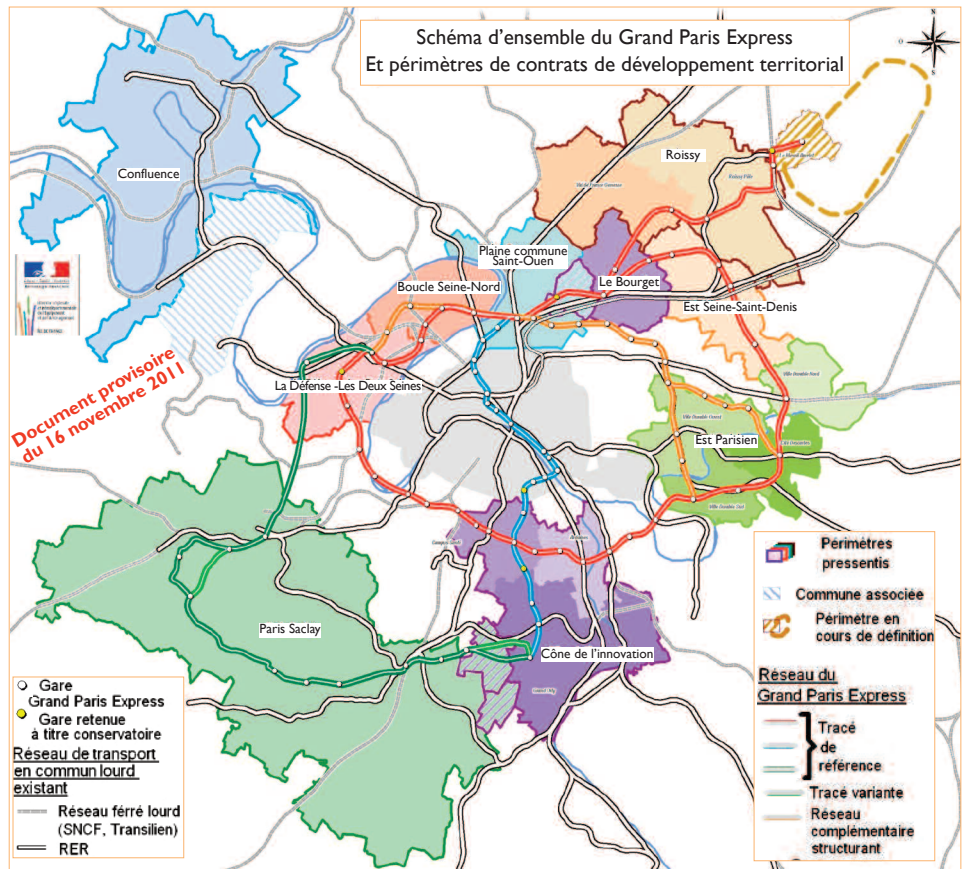 Schéma d'ensemble du Grand Paris Express
Et périmètres de contrats de développement territorial
N
O
E
S
Roissy
Confluence
Plaine commune
Saint-Ouen
Le Bourget
Boucle Seine-Nord
Est Seine-Saint-Denis
La Défense -Les Deux Seines
Document provisoire
du 16 novembre 2011
Est Parisien
Paris Saclay
Cône de l'innovation
Gare
Grand Paris Express
Gare retenue
à titre conservatoire
Réseau de transport
en commun lourd
existant
Réseau férré lourd
(SNCF, Transilien)
RER
Périmètres
pressentis
Commune associée
Périmètre en
cours de définition
Réseau du
Grand Paris Express
Tracé
de
référence
Tracé variante
Réseau
complémentaire
structurant